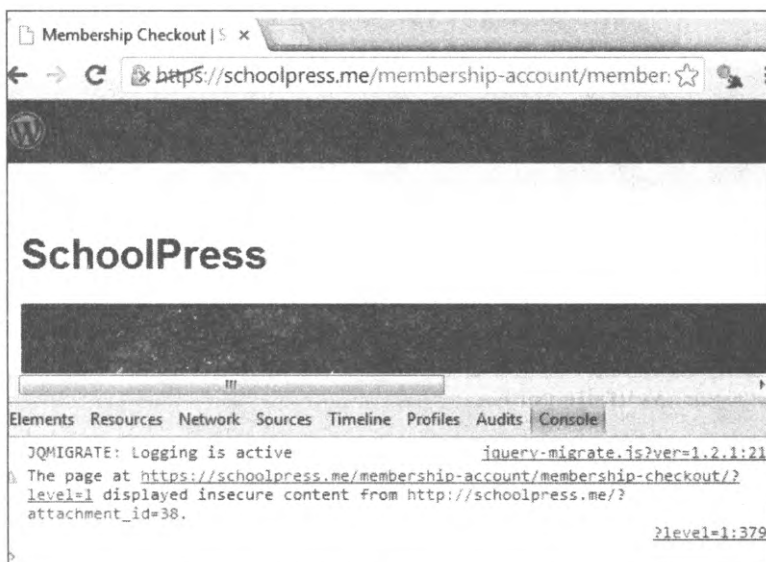 Membership Checkout | S ×
https://schoolpress.me/membership-account/member:
SchoolPress
Elements Resources Network Sources Timeline Profiles Audits Console
JQMIGRATE: Logging is active jquery-migrate.js?ver=1.2.1:21
The page at https://schoolpress.me/membership-account/membership-checkout/?
level=1 displayed insecure content from http://schoolpress.me/?
attachment_id=38.
?level=1:379